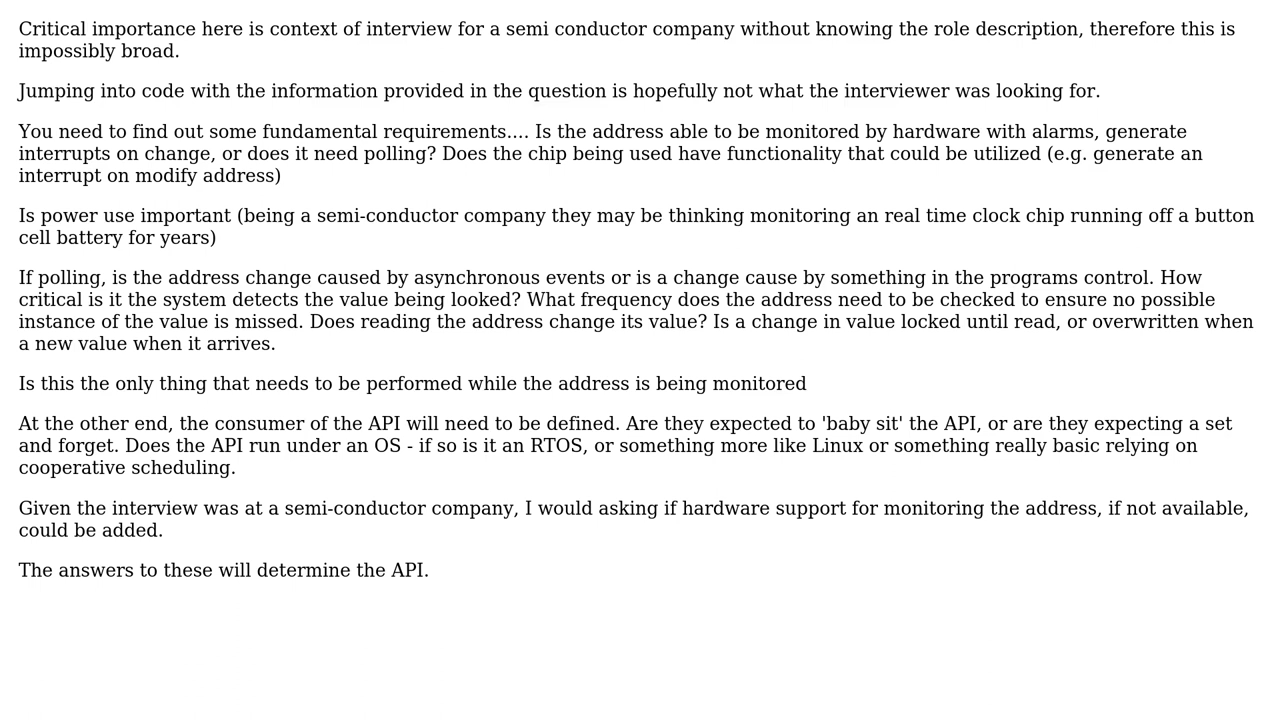 Critical importance here is context of interview for a semi conductor company without knowing the role description, therefore this is
impossibly broad.
Jumping into code with the information provided in the question is hopefully not what the interviewer was looking for.
You need to find out some fundamental requirements.... Is the address able to be monitored by hardware with alarms, generate
interrupts on change, or does it need polling? Does the chip being used have functionality that could be utilized (e.g. generate an
interrupt on modify address)
Is power use important (being a semi-conductor company they may be thinking monitoring an real time clock chip running off a button
cell battery for years)
If polling, is the address change caused by asynchronous events or is a change cause by something in the programs control. How
critical is it the system detects the value being looked? What frequency does the address need to be checked to ensure no possible
instance of the value is missed. Does reading the address change its value? Is a change in value locked until read, or overwritten when
a new value when it arrives.
Is this the only thing that needs to be performed while the address is being monitored
At the other end, the consumer of the API will need to be defined. Are they expected to 'baby sit' the API, or are they expecting a set
and forget. Does the API run under an OS - if so is it an RTOS, or something more like Linux or something really basic relying on
cooperative scheduling.
Given the interview was at a semi-conductor company, I would asking if hardware support for monitoring the address, if not available,
could be added.
The answers to these will determine the API.